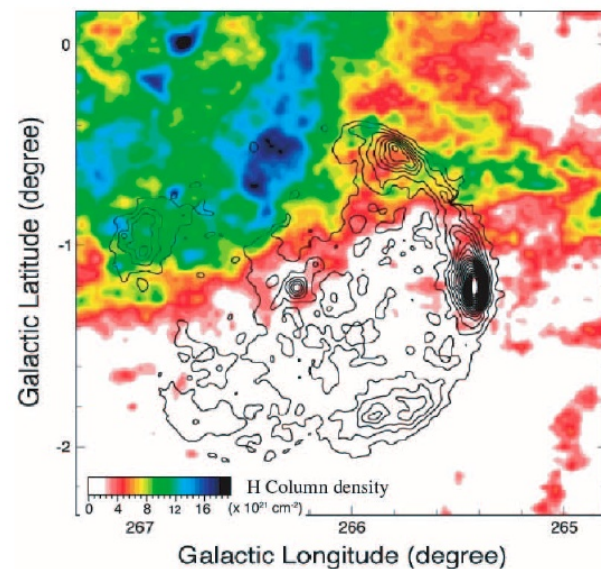 0
-1
-2
Galactic Latitude (degree)
H Column density
0 4 8 12 16 (x 10²¹ cm⁻²)
267 266 265
Galactic Longitude (degree)